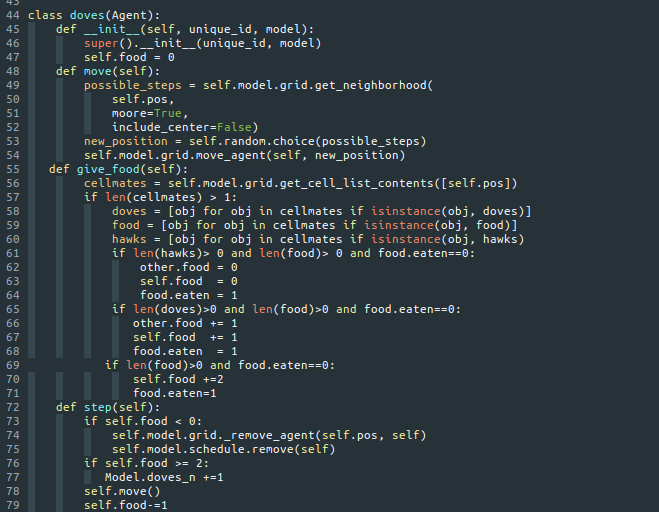 43
44 class doves(Agent):
45     def __init__(self, unique_id, model):
46         super().__init__(unique_id, model)
47         self.food = 0
48     def move(self):
49         possible_steps = self.model.grid.get_neighborhood(
50             self.pos,
51             moore=True,
52             include_center=False)
53         new_position = self.random.choice(possible_steps)
54         self.model.grid.move_agent(self, new_position)
55    def give_food(self):
56         cellmates = self.model.grid.get_cell_list_contents([self.pos])
57         if len(cellmates) > 1:
58             doves = [obj for obj in cellmates if isinstance(obj, doves)]
59             food = [obj for obj in cellmates if isinstance(obj, food)]
60             hawks = [obj for obj in cellmates if isinstance(obj, hawks)
61             if len(hawks)> 0 and len(food)> 0 and food.eaten==0:
62                 other.food = 0
63                 self.food  = 0
64                 food.eaten = 1
65             if len(doves)>0 and len(food)>0 and food.eaten==0:
66                other.food += 1
67                self.food  += 1
68                food.eaten  = 1
69            if len(food)>0 and food.eaten==0:
70                self.food +=2
71                food.eaten=1
72     def step(self):
73         if self.food < 0:
74             self.model.grid._remove_agent(self.pos, self)
75             self.model.schedule.remove(self)
76         if self.food >= 2:
77            Model.doves_n +=1
78         self.move()
79         self.food-=1